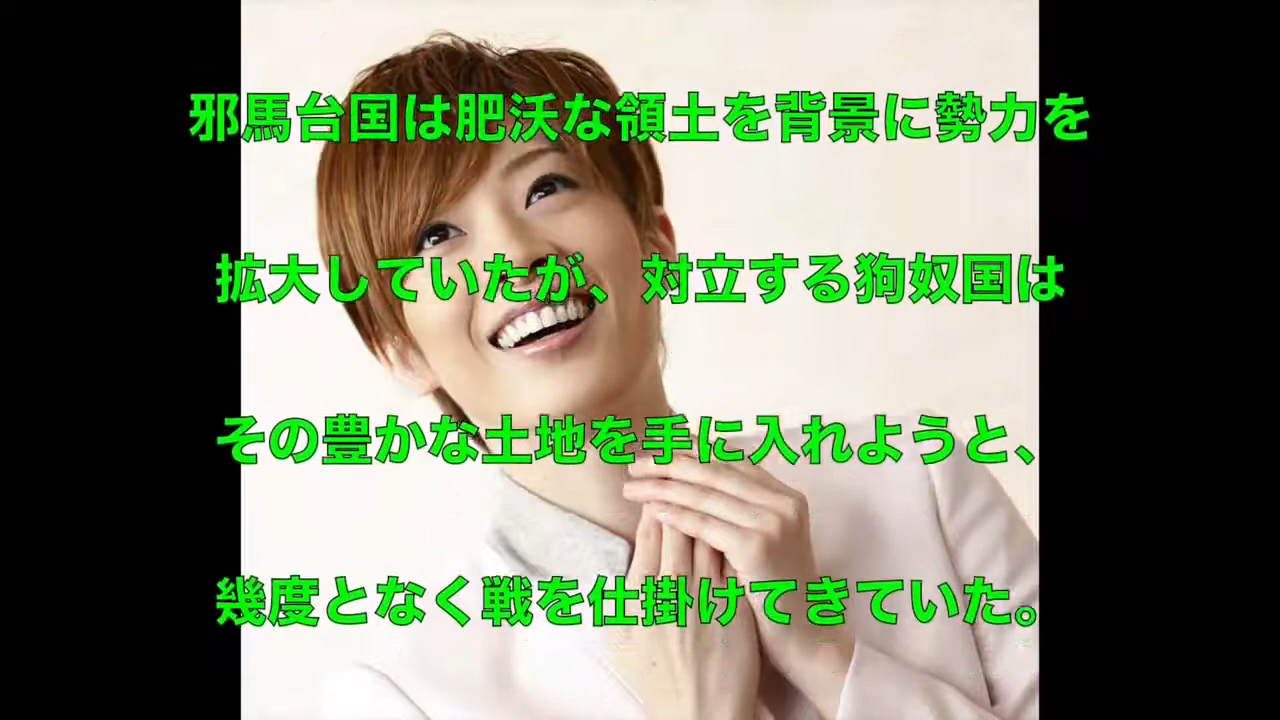 邪馬台国は肥沃な領土を背景に勢力を
拡大していたが、対立する狗奴国は
その豊かな土地を手に入れようと、
幾度となく戦を仕掛けてきていた。